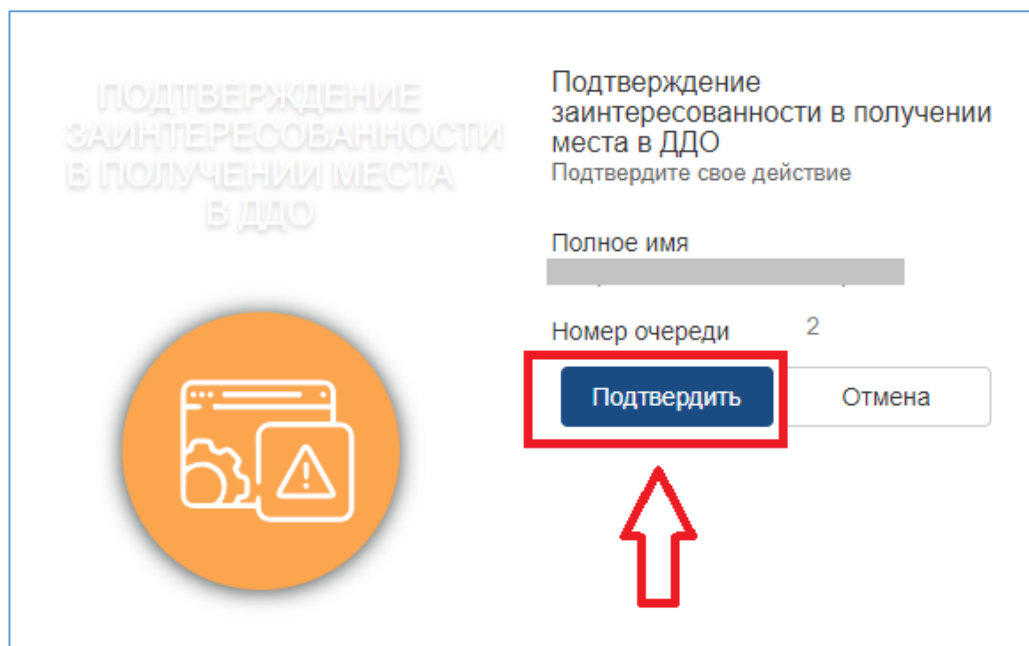 ПОДТВЕРЖДЕНИЕ
ЗАИНТЕРЕСОВАННОСТИ
В ПОЛУЧЕНИИ МЕСТА
В ДДО
Подтверждение
заинтересованности в получении
места в ДДО
Подтвердите свое действие
Полное имя
Номер очереди 2
Подтвердить Отмена